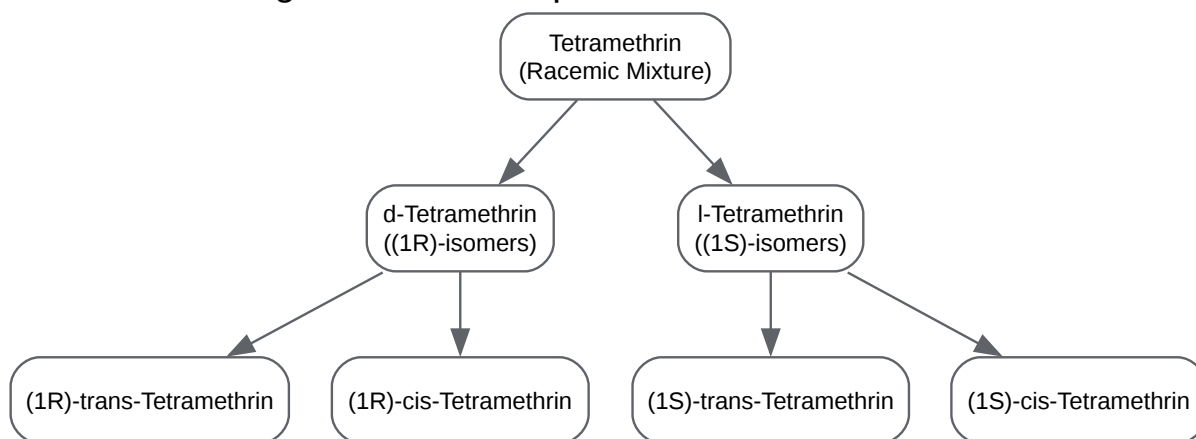 Tetramethrin
(Racemic Mixture)
d-Tetramethrin
((1R)-isomers)
l-Tetramethrin
((1S)-isomers)
(1R)-trans-Tetramethrin
(1R)-cis-Tetramethrin
(1S)-trans-Tetramethrin
(1S)-cis-Tetramethrin